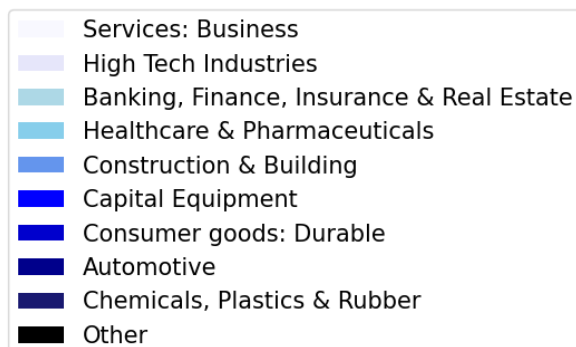 Services: Business
High Tech Industries
Banking, Finance, Insurance & Real Estate
Healthcare & Pharmaceuticals
Construction & Building
Capital Equipment
Consumer goods: Durable
Automotive
Chemicals, Plastics & Rubber
Other